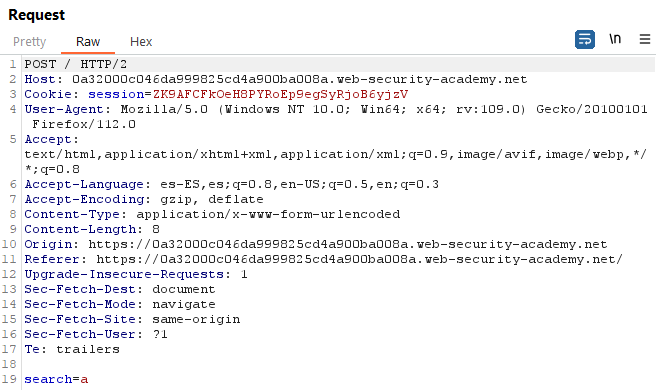 Request
Pretty Raw Hex \n
1 POST / HTTP/2
2 Host: 0a32000c046da999825cd4a900ba008a.web-security-academy.net
3 Cookie: session=ZK9AFCFkOeH8PYRoEp9egSyRjoB6yjzV
4 User-Agent: Mozilla/5.0 (Windows NT 10.0; Win64; x64; rv:109.0) Gecko/20100101
Firefox/112.0
5 Accept:
text/html,application/xhtml+xml,application/xml;q=0.9,image/avif,image/webp,*/
*;q=0.8
6 Accept-Language: es-ES,es;q=0.8,en-US;q=0.5,en;q=0.3
7 Accept-Encoding: gzip, deflate
8 Content-Type: application/x-www-form-urlencoded
9 Content-Length: 8
10 Origin: https://0a32000c046da999825cd4a900ba008a.web-security-academy.net
11 Referer: https://0a32000c046da999825cd4a900ba008a.web-security-academy.net/
12 Upgrade-Insecure-Requests: 1
13 Sec-Fetch-Dest: document
14 Sec-Fetch-Mode: navigate
15 Sec-Fetch-Site: same-origin
16 Sec-Fetch-User: ?1
17 Te: trailers
18
19 search=a